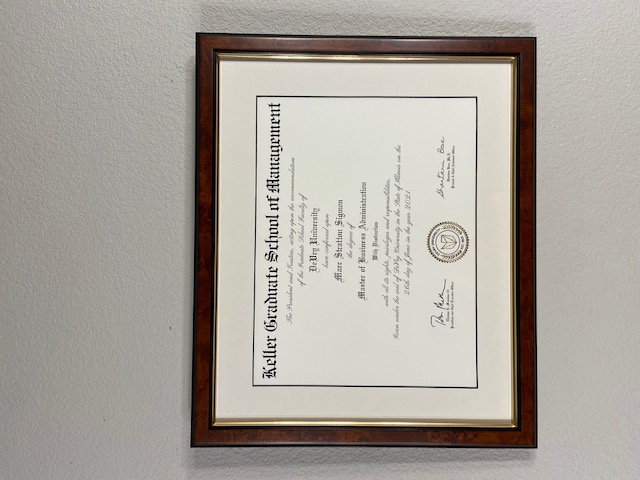 Keller Graduate School of Management
The President and Trustees, acting upon the recommendation
of the Graduate School Faculty of
DeVry University
have conferred upon
Marc Stratton Sigmon
the degree of
Master of Business Administration
With Distinction
with all its rights, privileges and responsibilities.
Given under the seal of DeVry University in the State of Illinois on the
26th day of June in the year 2021.